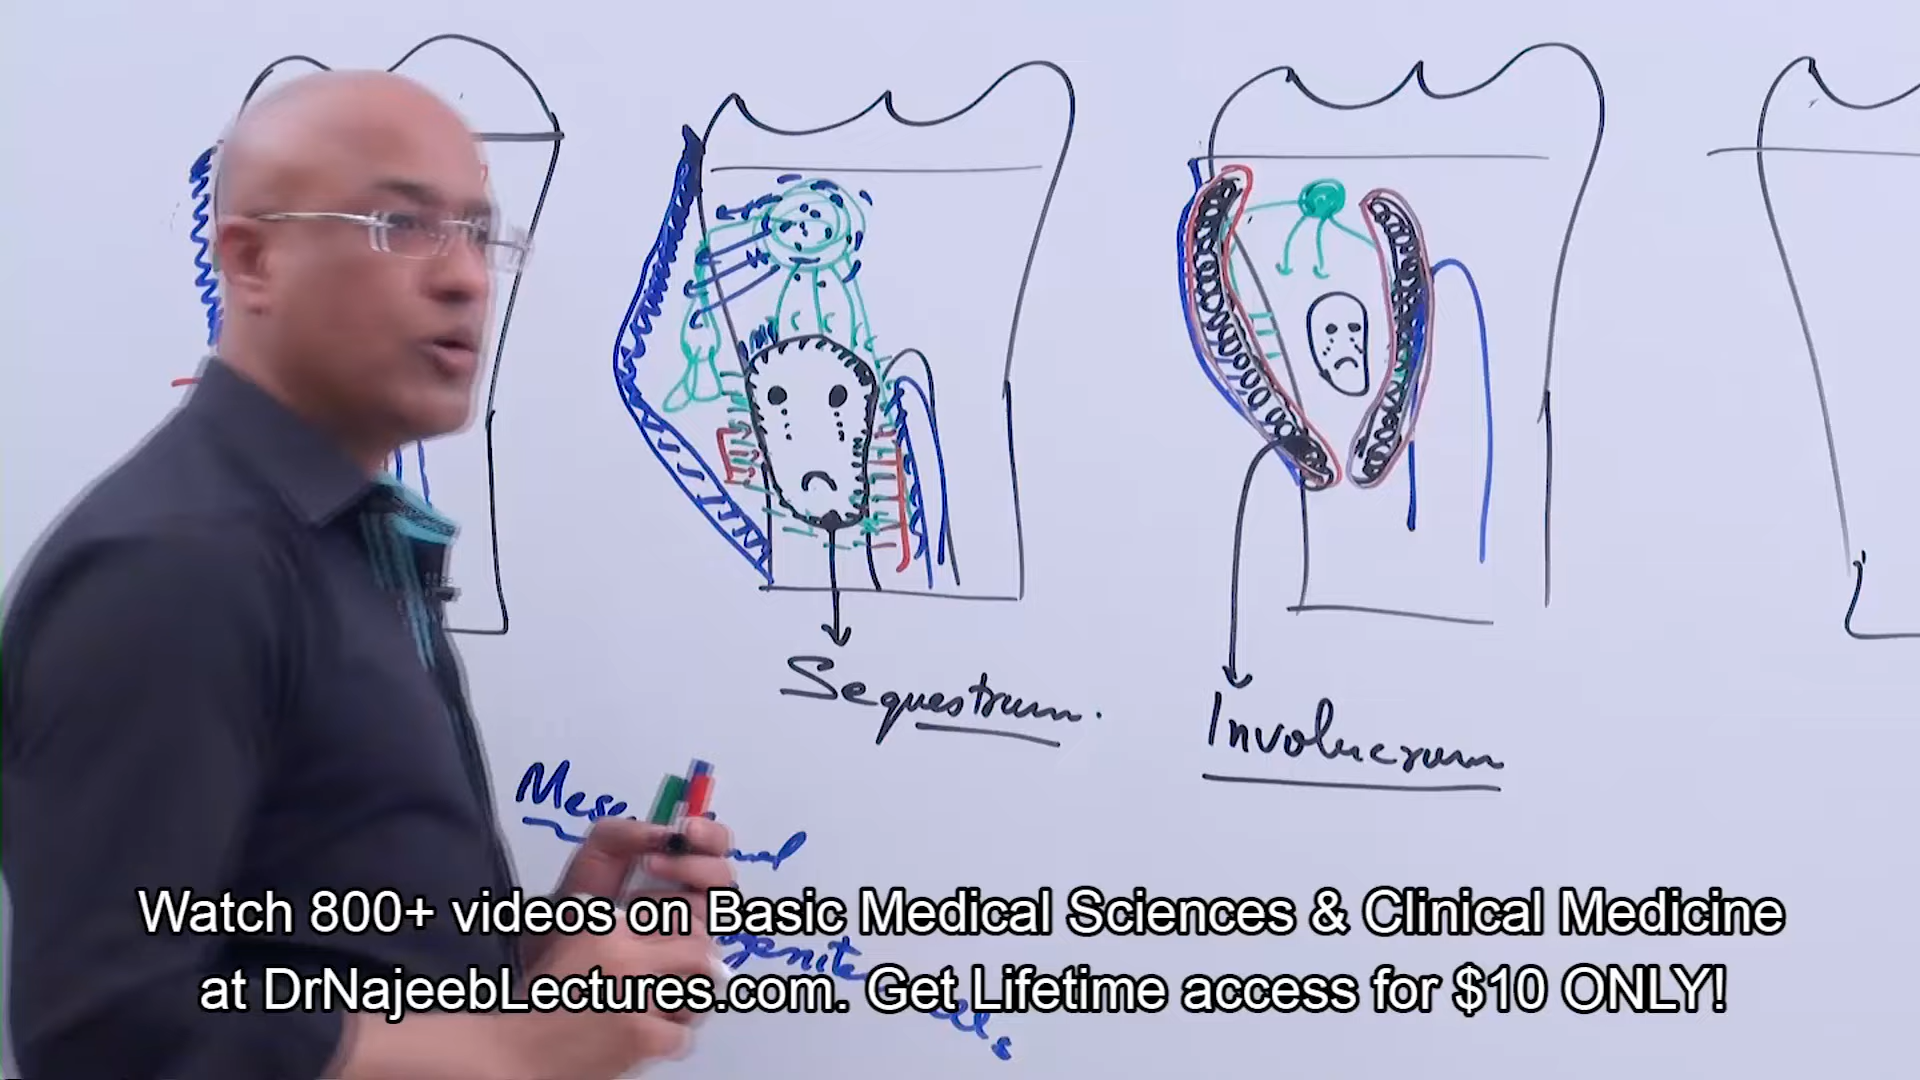 Sequestrum.
Involucrum
Watch 800+ videos on Basic Medical Sciences & Clinical Medicine
at DrNajeebLectures.com. Get Lifetime access for $10 ONLY!